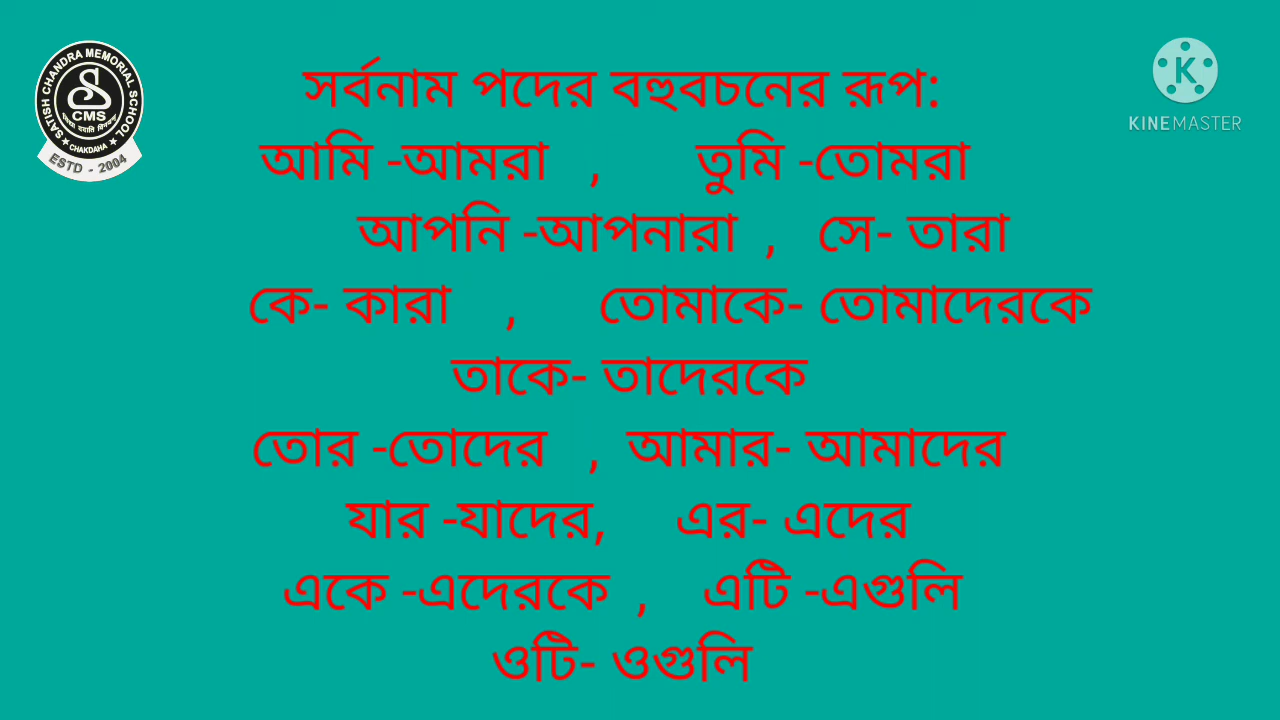 সর্বনাম পদের বহুবচনের রূপ:
আমি -আমরা , তুমি -তোমরা
আপনি -আপনারা , সে- তারা
কে- কারা , তোমাকে- তোমাদেরকে
তাকে- তাদেরকে
তোর -তোদের , আমার- আমাদের
যার -যাদের, এর- এদের
একে -এদেরকে , এটি -এগুলি
ওটি- ওগুলি
SATISH CHANDRA MEMORIAL SCHOOL
CMS
CHAKDAHA
ESTD - 2004
K
KINEMASTER